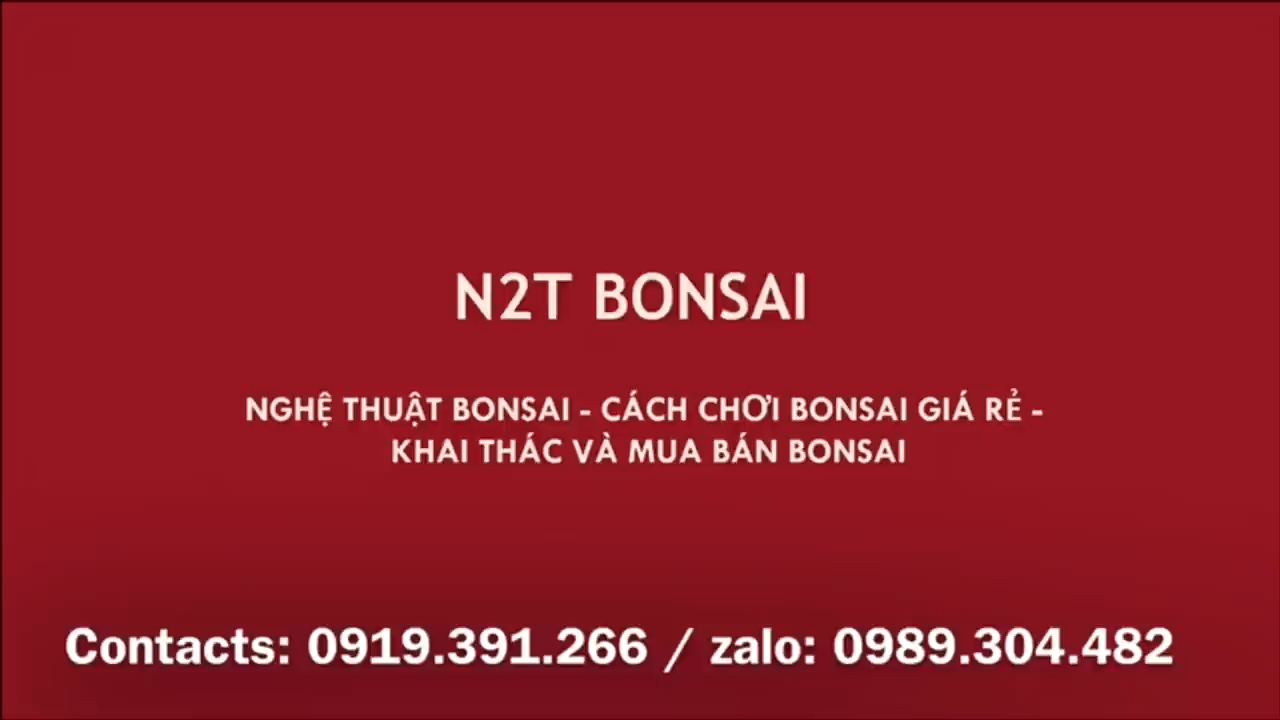 N2T BONSAI
NGHỆ THUẬT BONSAI - CÁCH CHƠI BONSAI GIÁ RẺ -
KHAI THÁC VÀ MUA BÁN BONSAI
Contacts: 0919.391.266 / zalo: 0989.304.482